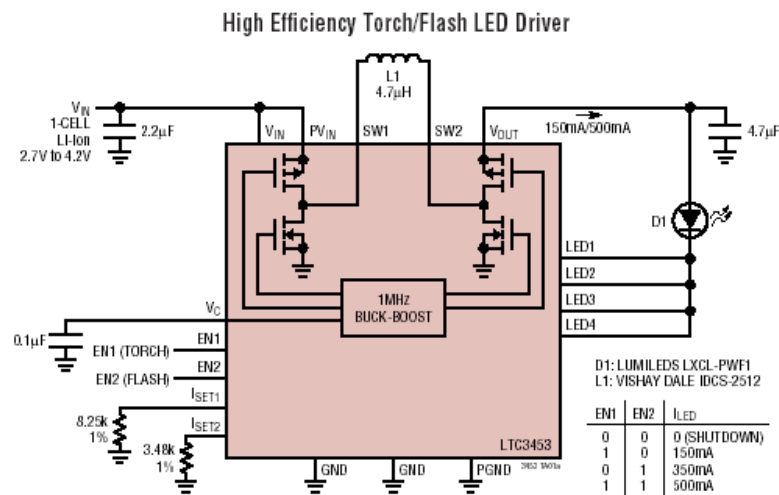 High Efficiency Torch/Flash LED Driver
L1
4.7µH
VIN
1-CELL
LI-Ion
2.7V to 4.2V
2.2µF
VIN
PVIN
SW1
SW2
VOUT
150mA/500mA
4.7µF
D1
LED1
LED2
LED3
LED4
1MHz
BUCK-BOOST
VC
0.1µF
EN1 (TORCH)
EN1
EN2 (FLASH)
EN2
ISET1
8.25k
1%
ISET2
3.48k
1%
LTC3453
3453 TA01a
GND
GND
PGND
D1: LUMILEDS LXCL-PWF1
L1: VISHAY DALE IDCS-2512
EN1 EN2 ILED
0 0 0 (SHUTDOWN)
1 0 150mA
0 1 350mA
1 1 500mA